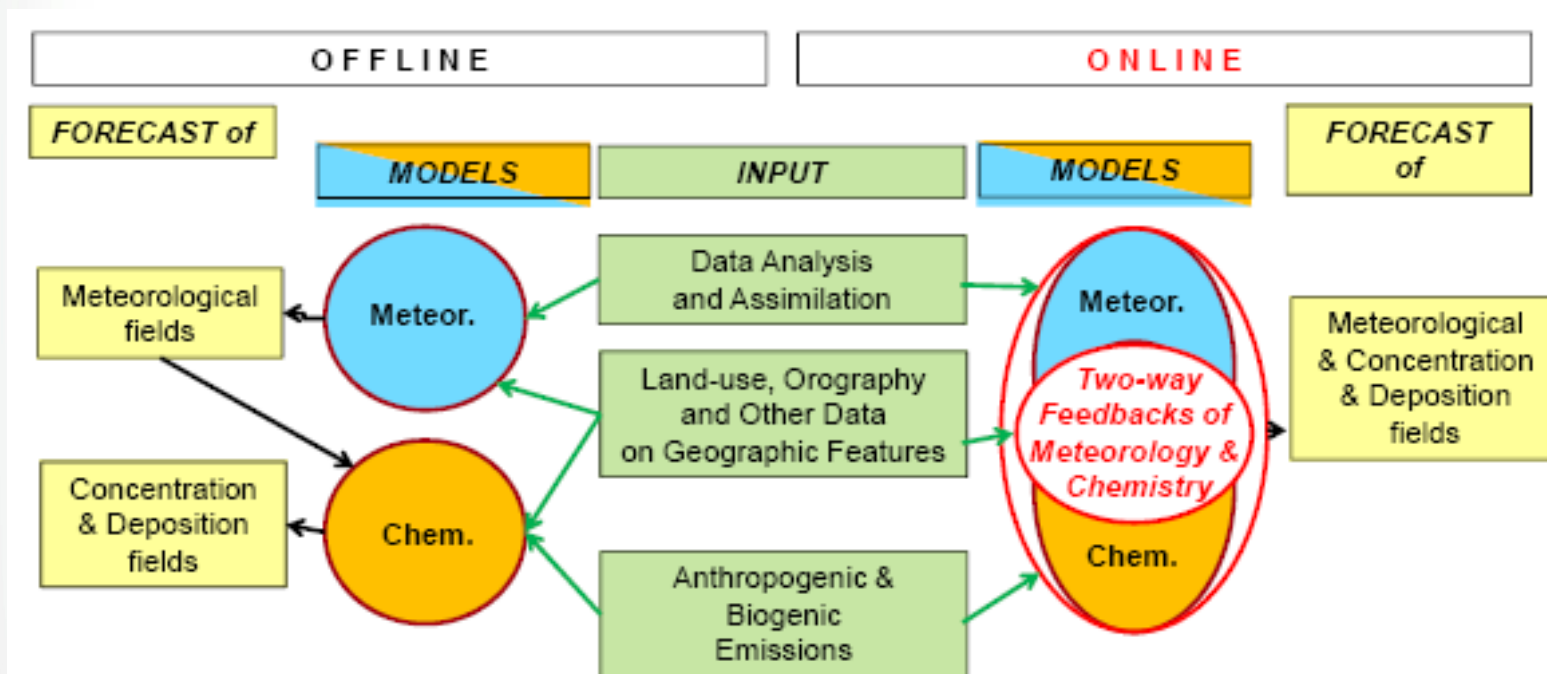 OFFLINE
ONLINE
FORECAST of
MODELS
INPUT
MODELS
FORECAST
of
Meteorological
fields
Meteor.
Data Analysis
and Assimilation
Meteor.
Meteorological
& Concentration
& Deposition
fields
Land-use, Orography
and Other Data
on Geographic Features
Two-way
Feedbacks of
Meteorology &
Chemistry
Concentration
& Deposition
fields
Chem.
Anthropogenic &
Biogenic
Emissions
Chem.